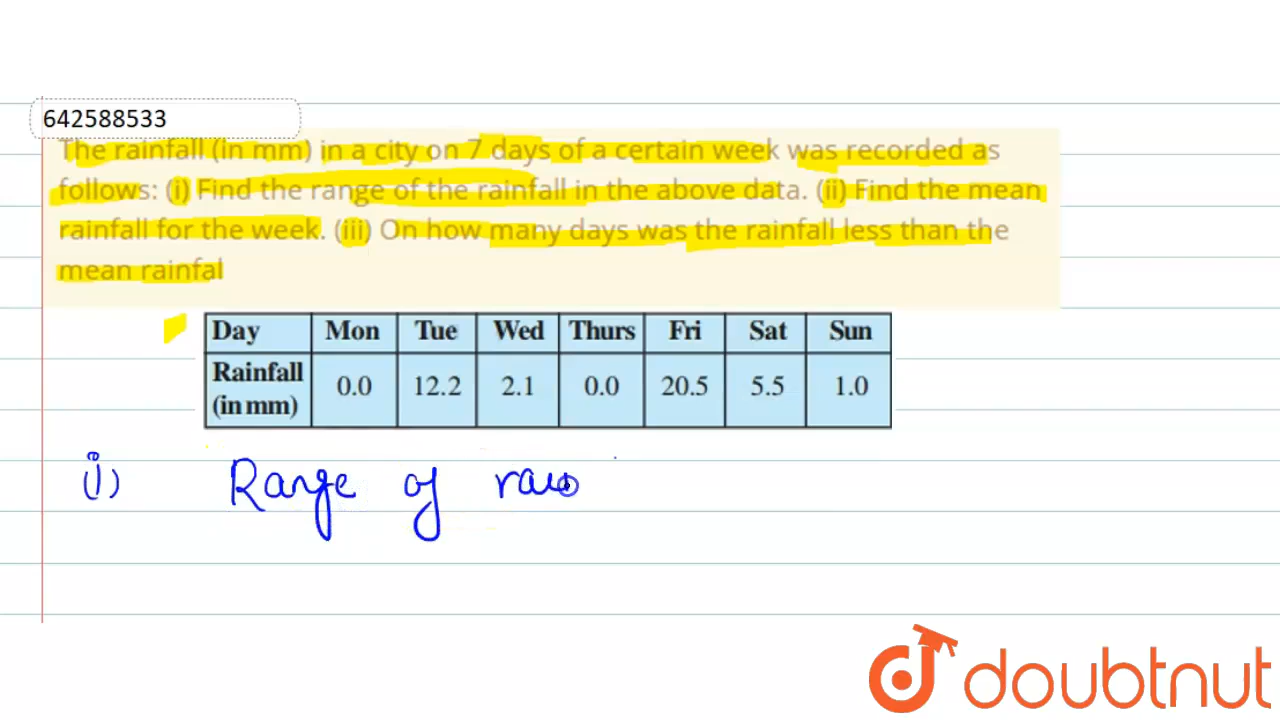 642588533
The rainfall (in mm) in a city on 7 days of a certain week was recorded as
follows: (i) Find the range of the rainfall in the above data. (ii) Find the mean
rainfall for the week. (iii) On how many days was the rainfall less than the
mean rainfal
Day Mon Tue Wed Thurs Fri Sat Sun
Rainfall
(in mm) 0.0 12.2 2.1 0.0 20.5 5.5 1.0
(i) Range of
doubtnut